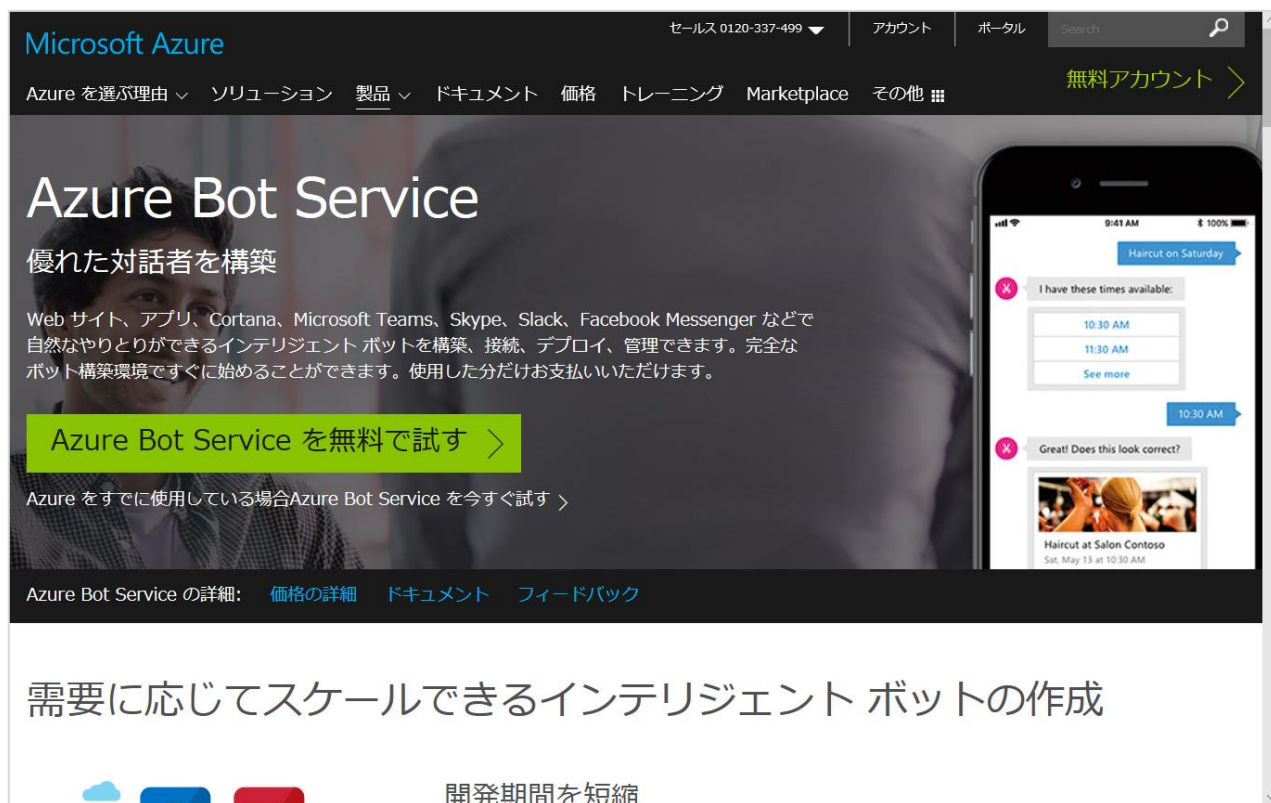 Microsoft Azure
セールス 0120-337-499
アカウント
ポータル
Search
無料アカウント
Azure を選ぶ理由 ソリューション 製品 ドキュメント 価格 トレーニング Marketplace その他
Azure Bot Service
優れた対話者を構築
Web サイト、アプリ、Cortana、Microsoft Teams、Skype、Slack、Facebook Messenger などで
自然なやりとりができるインテリジェント ボットを構築、接続、デプロイ、管理できます。完全な
ボット構築環境ですぐに始めることができます。使用した分だけお支払いいただけます。
Azure Bot Service を無料で試す
Azure をすでに使用している場合Azure Bot Service を今すぐ試す
9:41 AM
100%
Haircut on Saturday
I have these times available:
10:30 AM
11:30 AM
See more
10:30 AM
Great! Does this look correct?
Haircut at Salon Contoso
Sat, May 13 at 10:30 AM
Azure Bot Service の詳細: 価格の詳細 ドキュメント フィードバック
需要に応じてスケールできるインテリジェント ボットの作成
開発期間を短縮